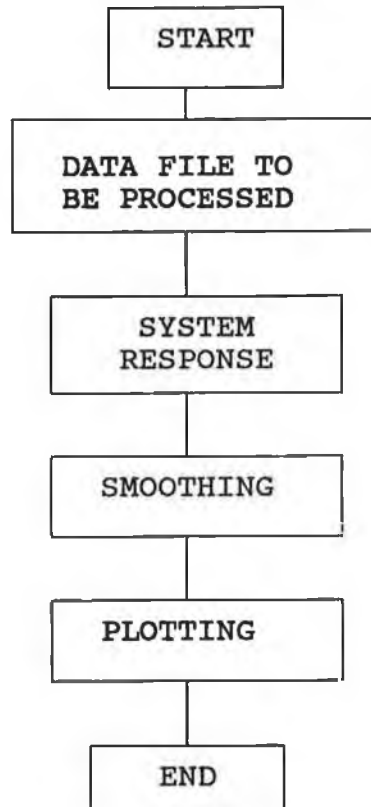 START
DATA FILE TO
BE PROCESSED
SYSTEM
RESPONSE
SMOOTHING
PLOTTING
END